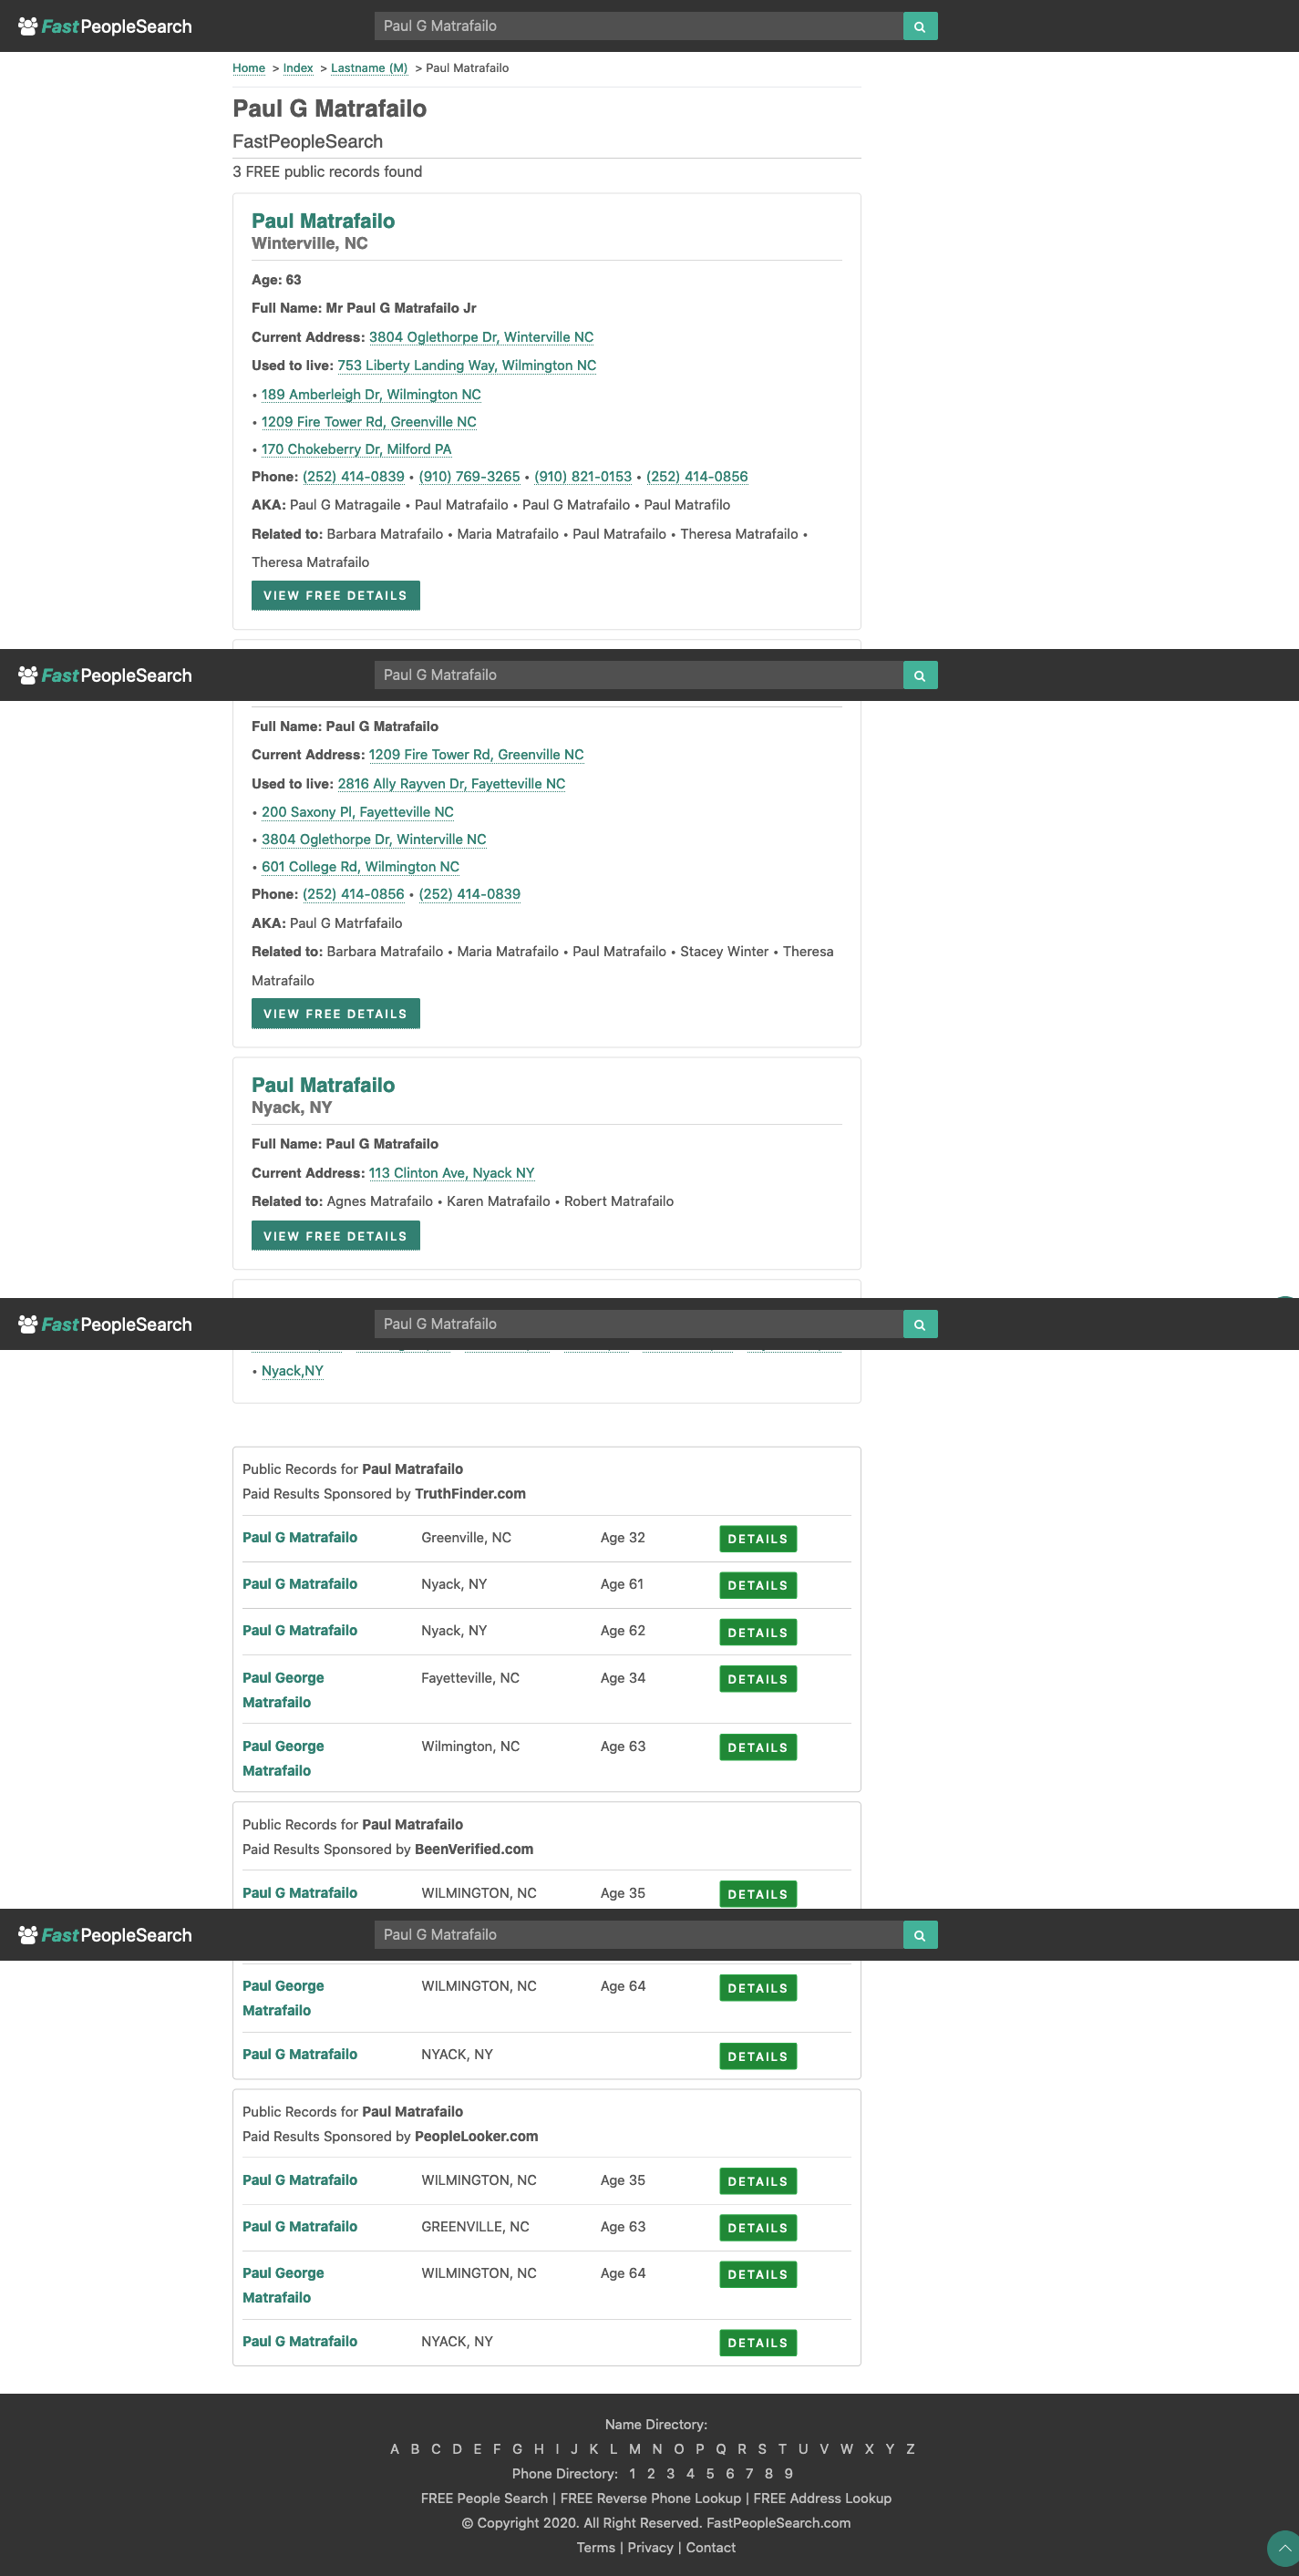 FastPeopleSearch
Paul G Matrafailo
Home > Index > Lastname (M) > Paul Matrafailo
Paul G Matrafailo
FastPeopleSearch
3 FREE public records found
Paul Matrafailo
Winterville, NC
Age: 63
Full Name: Mr Paul G Matrafailo Jr
Current Address: 3804 Oglethorpe Dr, Winterville NC
Used to live: 753 Liberty Landing Way, Wilmington NC
• 189 Amberleigh Dr, Wilmington NC
• 1209 Fire Tower Rd, Greenville NC
• 170 Chokeberry Dr, Milford PA
Phone: (252) 414-0839 • (910) 769-3265 • (910) 821-0153 • (252) 414-0856
AKA: Paul G Matragaile • Paul Matrafailo • Paul G Matrafailo • Paul Matrafilo
Related to: Barbara Matrafailo • Maria Matrafailo • Paul Matrafailo • Theresa Matrafailo •
Theresa Matrafailo
VIEW FREE DETAILS
FastPeopleSearch
Paul G Matrafailo
Full Name: Paul G Matrafailo
Current Address: 1209 Fire Tower Rd, Greenville NC
Used to live: 2816 Ally Rayven Dr, Fayetteville NC
• 200 Saxony Pl, Fayetteville NC
• 3804 Oglethorpe Dr, Winterville NC
• 601 College Rd, Wilmington NC
Phone: (252) 414-0856 • (252) 414-0839
AKA: Paul G Matrfafailo
Related to: Barbara Matrafailo • Maria Matrafailo • Paul Matrafailo • Stacey Winter • Theresa
Matrafailo
VIEW FREE DETAILS
Paul Matrafailo
Nyack, NY
Full Name: Paul G Matrafailo
Current Address: 113 Clinton Ave, Nyack NY
Related to: Agnes Matrafailo • Karen Matrafailo • Robert Matrafailo
VIEW FREE DETAILS
FastPeopleSearch
Paul G Matrafailo
• Nyack,NY
Public Records for Paul Matrafailo
Paid Results Sponsored by TruthFinder.com
Paul G Matrafailo Greenville, NC Age 32 DETAILS
Paul G Matrafailo Nyack, NY Age 61 DETAILS
Paul G Matrafailo Nyack, NY Age 62 DETAILS
Paul George Fayetteville, NC Age 34 DETAILS
Matrafailo
Paul George Wilmington, NC Age 63 DETAILS
Matrafailo
Public Records for Paul Matrafailo
Paid Results Sponsored by BeenVerified.com
Paul G Matrafailo WILMINGTON, NC Age 35 DETAILS
FastPeopleSearch
Paul G Matrafailo
Paul George WILMINGTON, NC Age 64 DETAILS
Matrafailo
Paul G Matrafailo NYACK, NY DETAILS
Public Records for Paul Matrafailo
Paid Results Sponsored by PeopleLooker.com
Paul G Matrafailo WILMINGTON, NC Age 35 DETAILS
Paul G Matrafailo GREENVILLE, NC Age 63 DETAILS
Paul George WILMINGTON, NC Age 64 DETAILS
Matrafailo
Paul G Matrafailo NYACK, NY DETAILS
Name Directory:
A B C D E F G H I J K L M N O P Q R S T U V W X Y Z
Phone Directory: 1 2 3 4 5 6 7 8 9
FREE People Search | FREE Reverse Phone Lookup | FREE Address Lookup
© Copyright 2020. All Right Reserved. FastPeopleSearch.com
Terms | Privacy | Contact